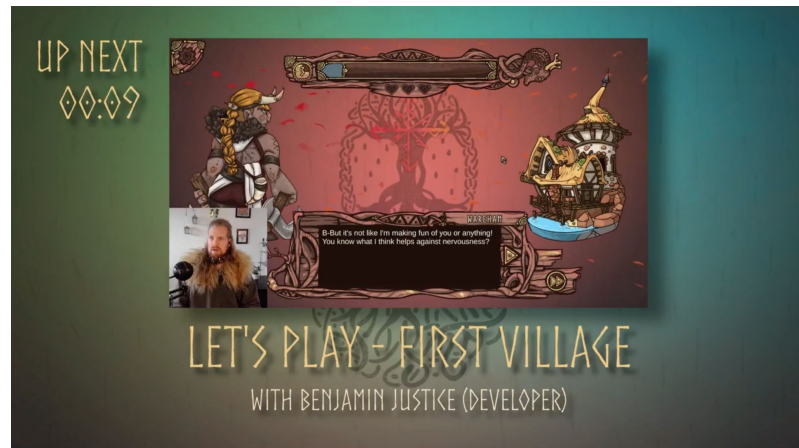 UP NEXT
00:09
WAREHAM
B-But it's not like I'm making fun of you or anything!
You know what I think helps against nervousness?
LET'S PLAY - FIRST VILLAGE
WITH BENJAMIN JUSTICE (DEVELOPER)